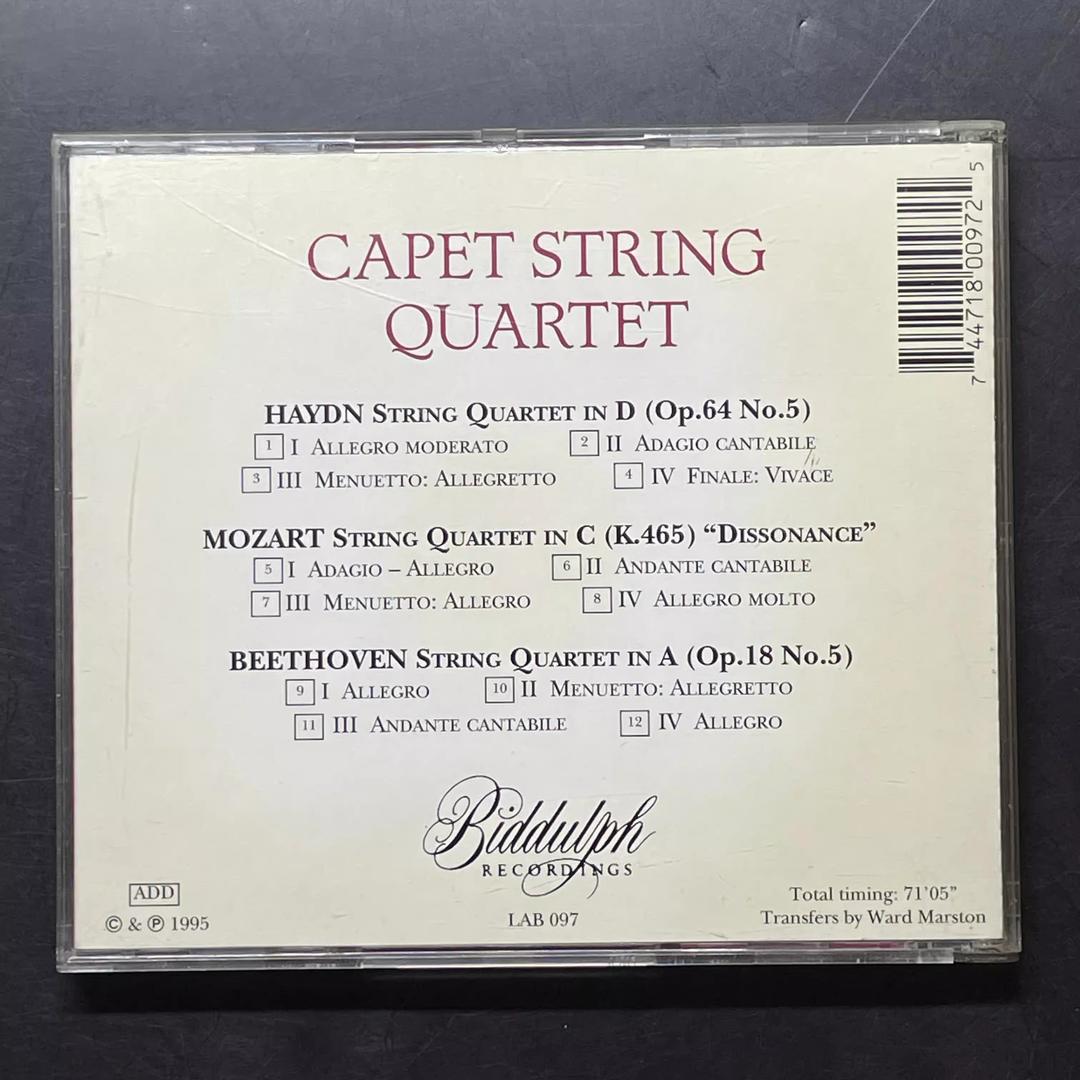 CAPET STRING
QUARTET
HAYDN STRING QUARTET IN D (OP.64 NO.5)
1 I ALLEGRO MODERATO 2 II ADAGIO CANTABILE
3 III MENUETTO: ALLEGRETTO 4 IV FINALE: VIVACE
MOZART STRING QUARTET IN C (K.465) “DISSONANCE”
5 I ADAGIO – ALLEGRO 6 II ANDANTE CANTABILE
7 III MENUETTO: ALLEGRO 8 IV ALLEGRO MOLTO
BEETHOVEN STRING QUARTET IN A (OP.18 NO.5)
9 I ALLEGRO 10 II MENUETTO: ALLEGRETTO
11 III ANDANTE CANTABILE 12 IV ALLEGRO
Biddulph
RECORDINGS
ADD
© & ℗ 1995
LAB 097
Total timing: 71'05"
Transfers by Ward Marston
7 44718 00972 5